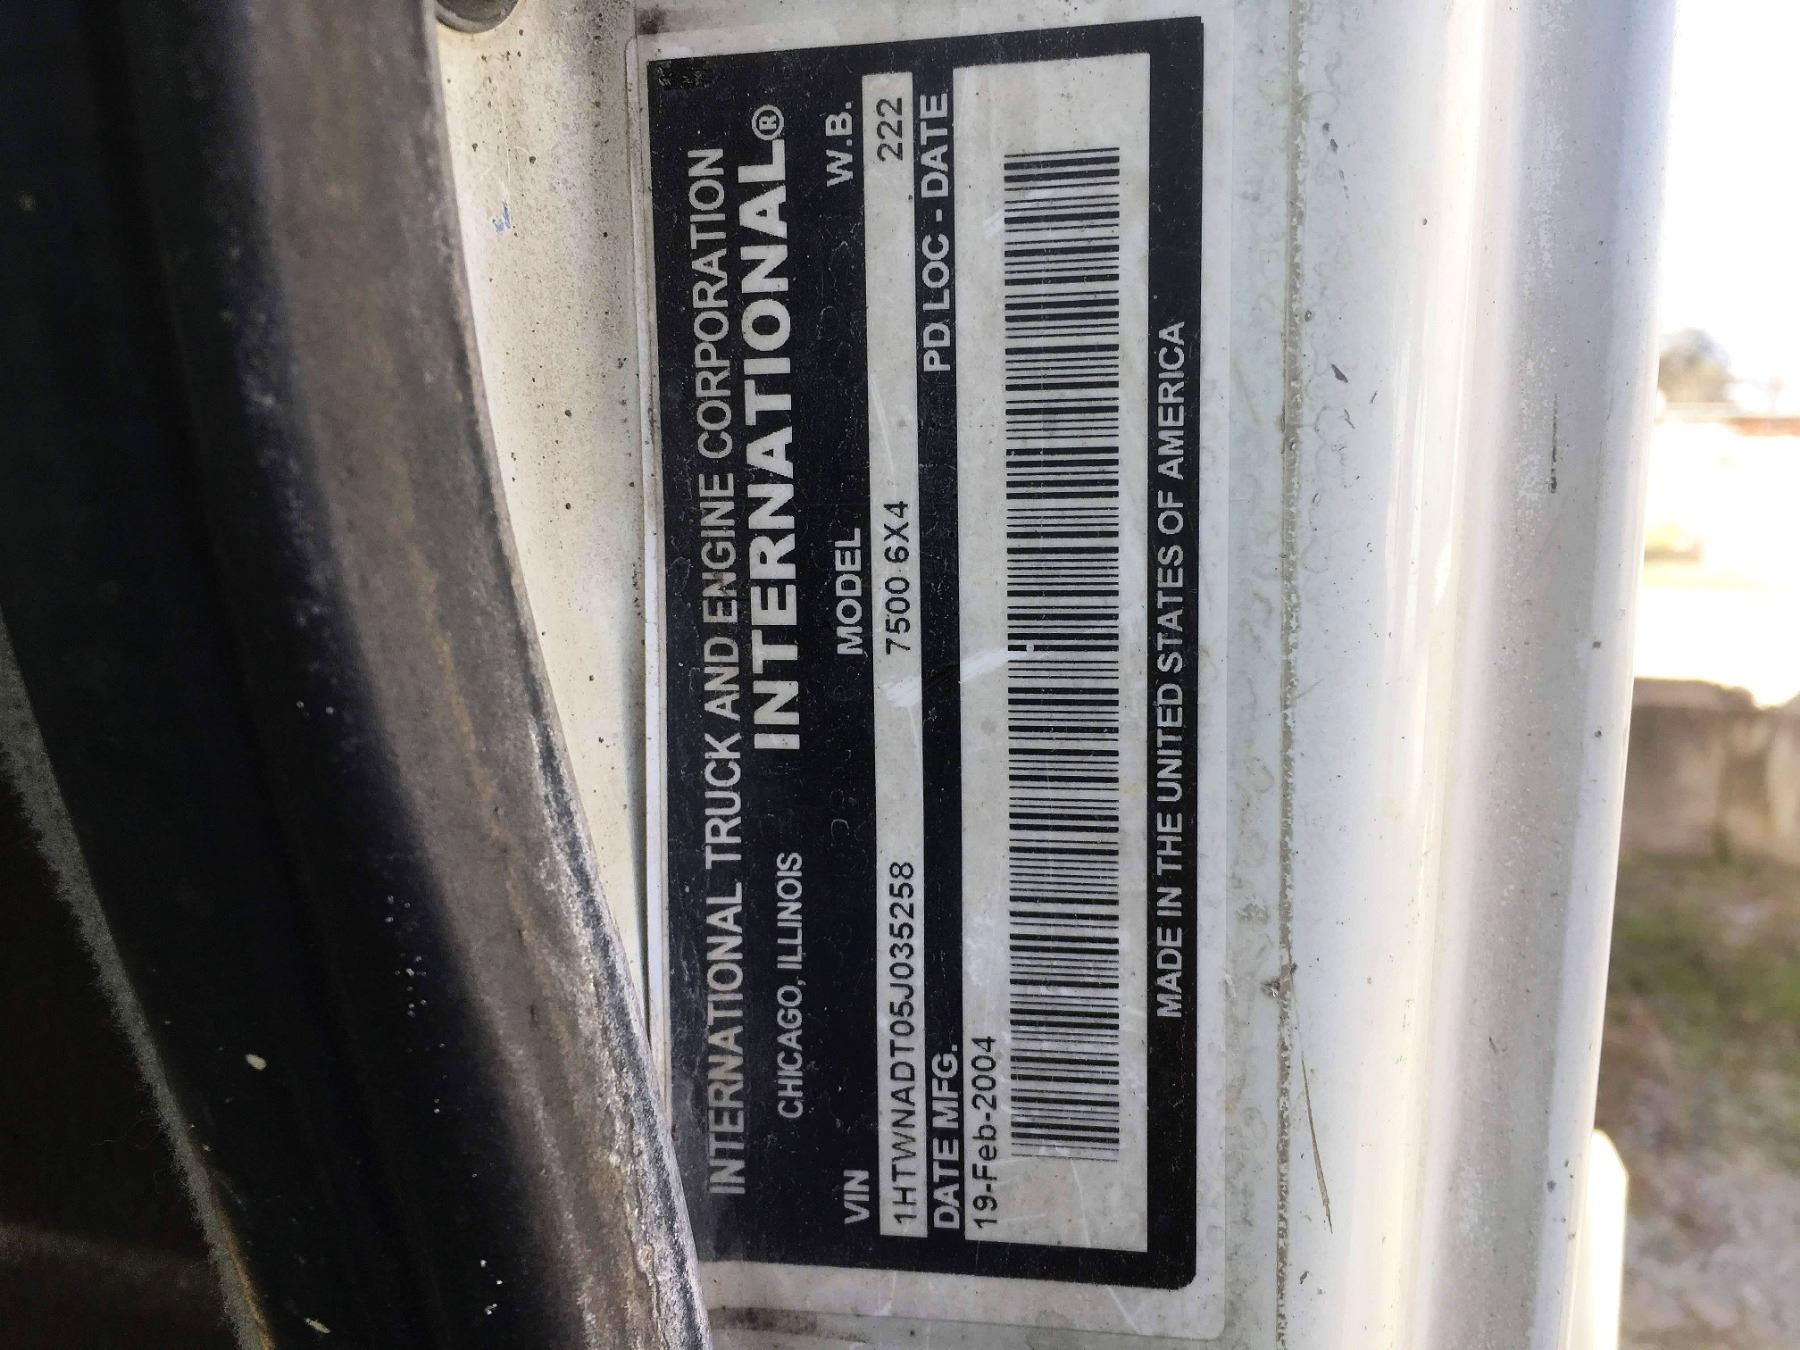 INTERNATIONAL TRUCK AND ENGINE CORPORATION
CHICAGO, ILLINOIS INTERNATIONAL®
VIN MODEL W.B.
1HTWNADT05J035258 7500 6X4 222
DATE MFG. PD LOC - DATE
19-Feb-2004
MADE IN THE UNITED STATES OF AMERICA